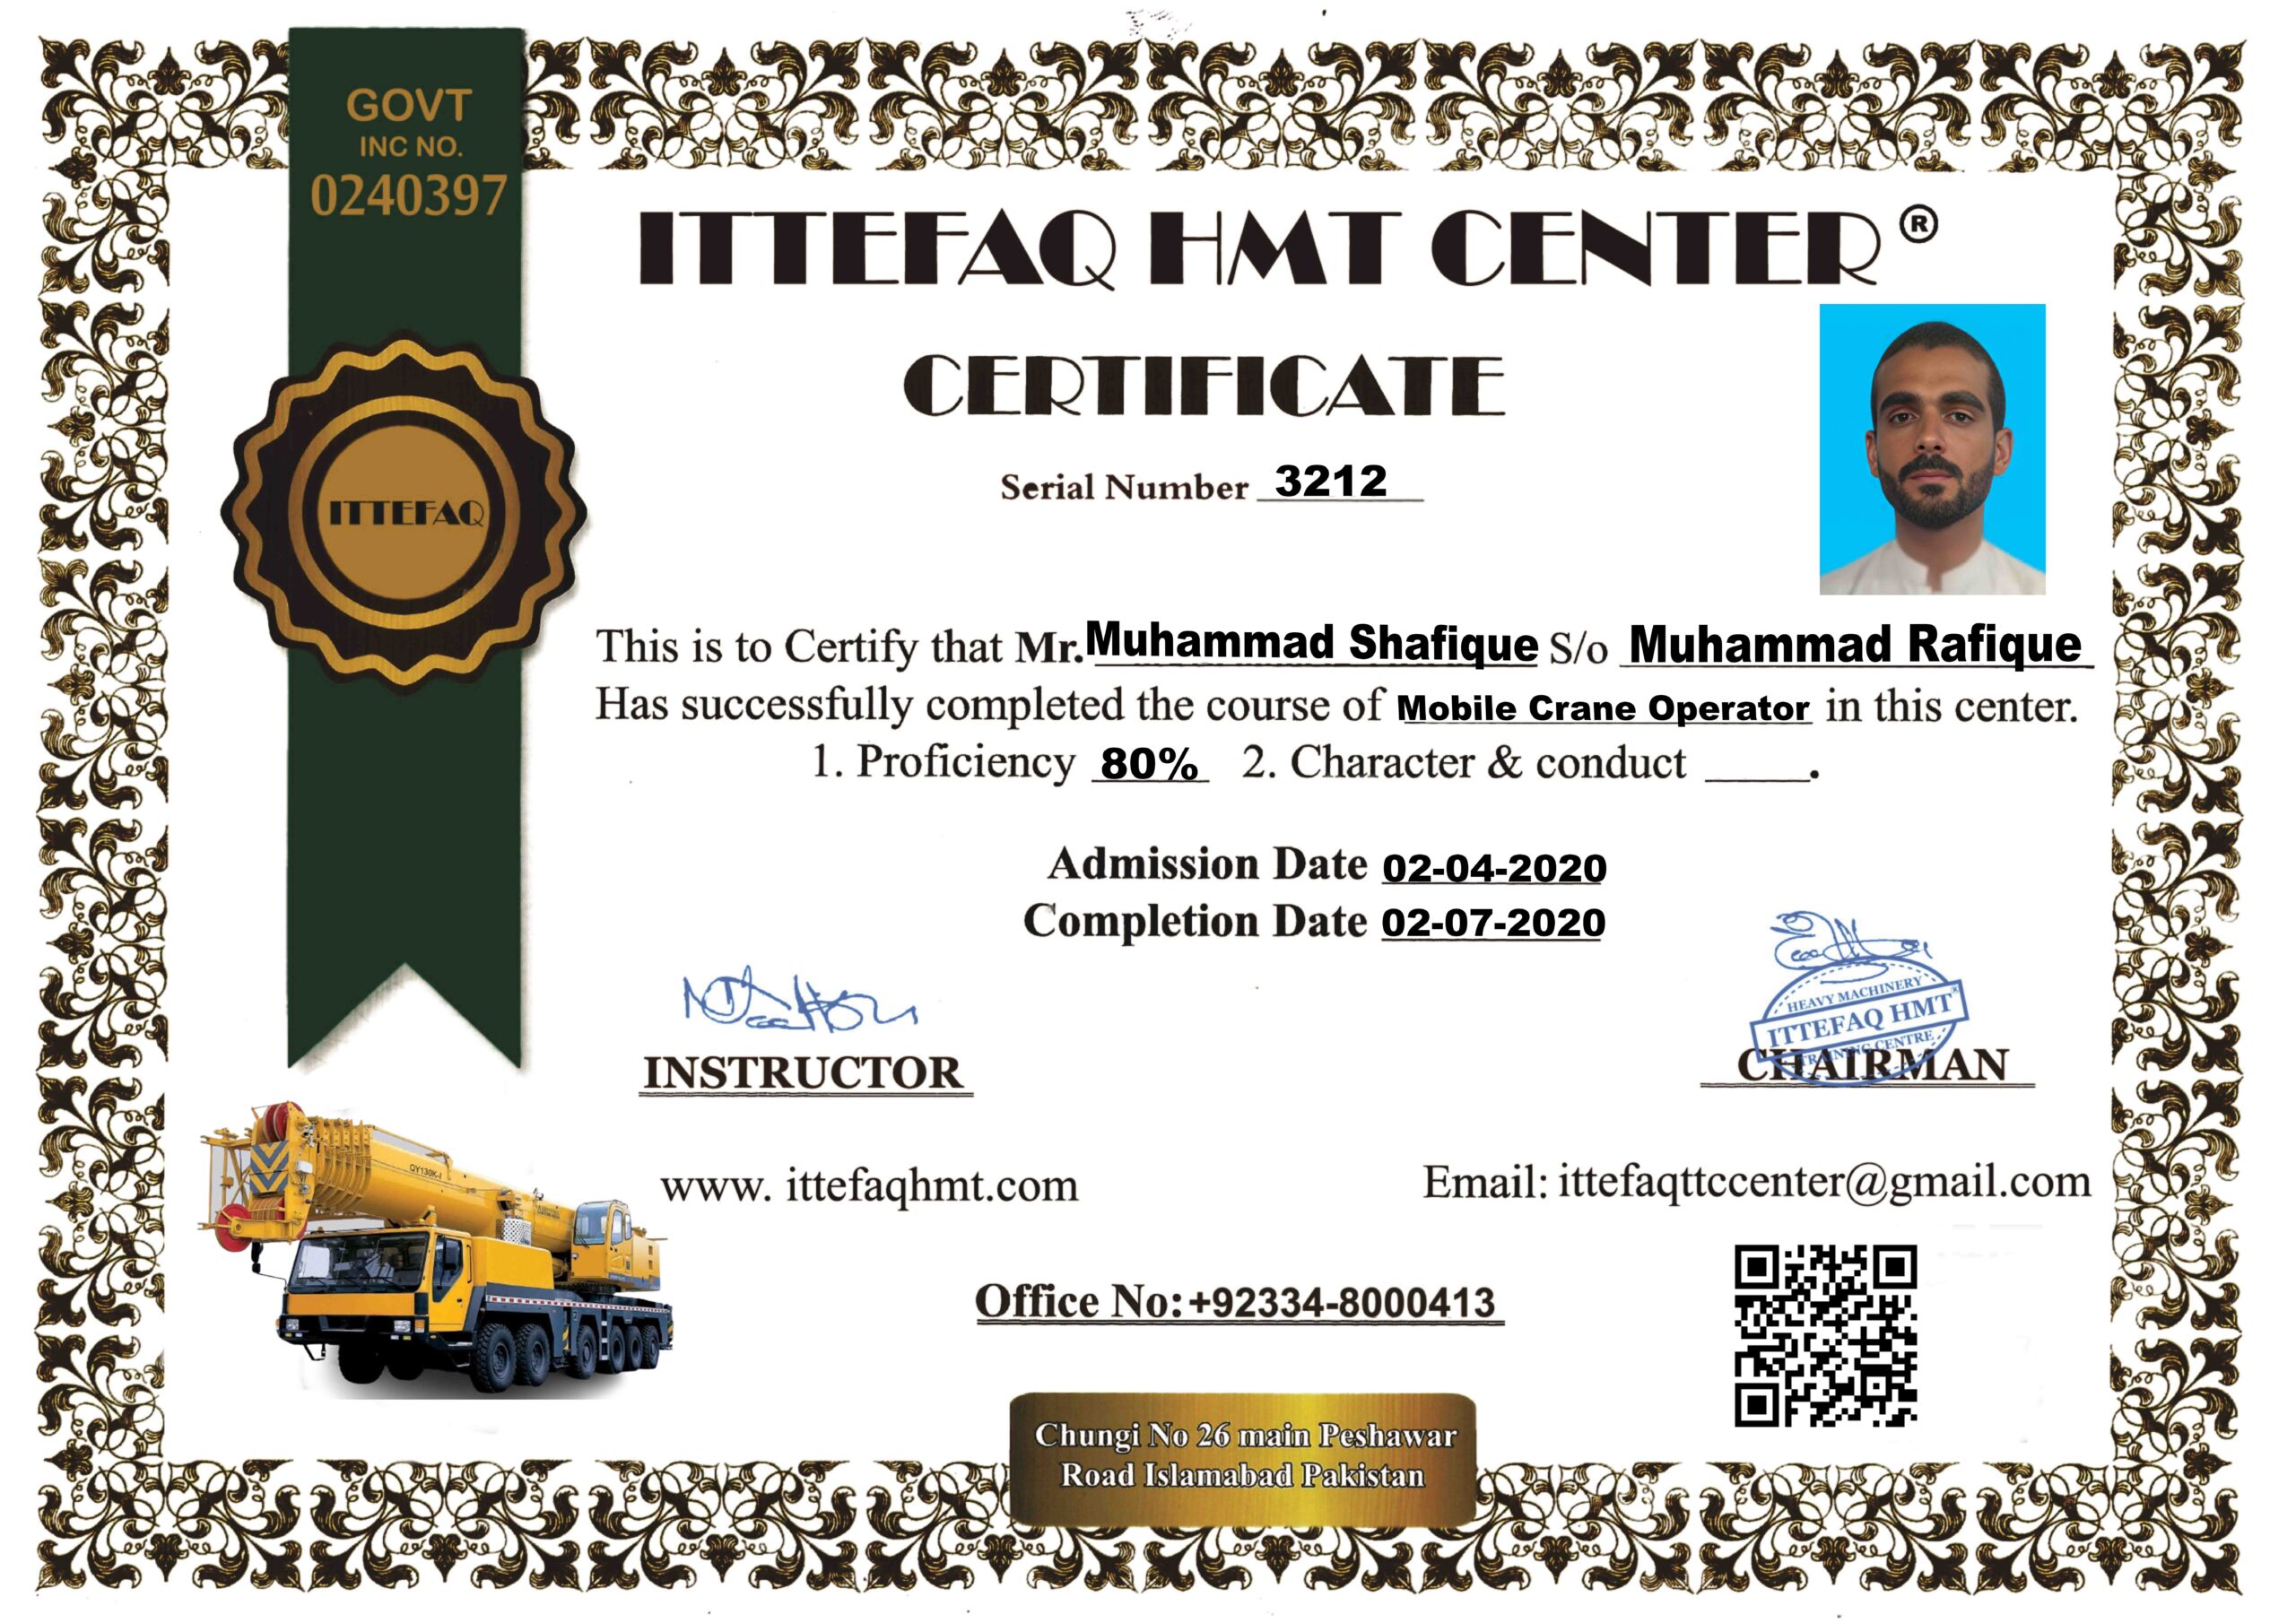 GOVT
INC NO.
0240397
ITTEFAQ HMT CENTER ®
CERTIFICATE
Serial Number 3212
ITTEFAQ
This is to Certify that Mr. Muhammad Shafique S/o Muhammad Rafique
Has successfully completed the course of Mobile Crane Operator in this center.
1. Proficiency 80% 2. Character & conduct _____.
Admission Date 02-04-2020
Completion Date 02-07-2020
HEAVY MACHINERY
ITTEFAQ HMT®
TRAINING CENTRE
INSTRUCTOR
CHAIRMAN
QY130K-I
www. ittefaqhmt.com
Email: ittefaqttccenter@gmail.com
Office No:+92334-8000413
Chungi No 26 main Peshawar
Road Islamabad Pakistan